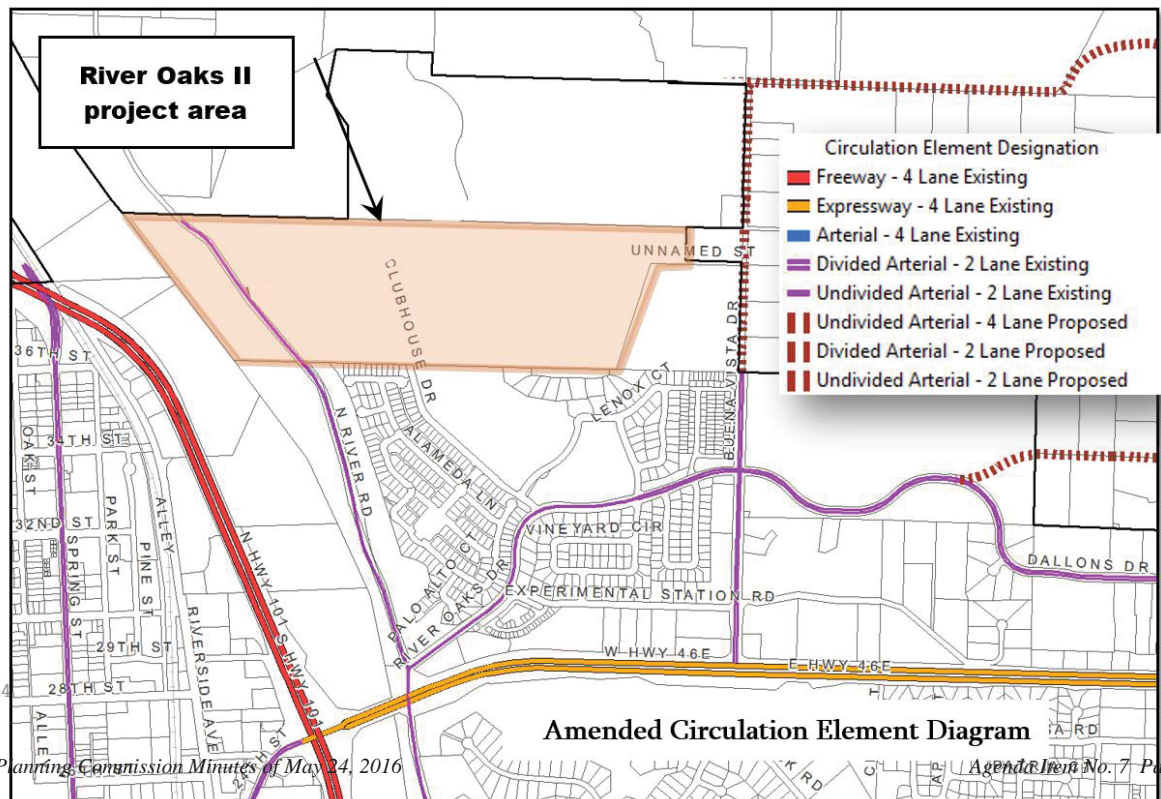 River Oaks II
project area
Circulation Element Designation
Freeway - 4 Lane Existing
Expressway - 4 Lane Existing
Arterial - 4 Lane Existing
Divided Arterial - 2 Lane Existing
Undivided Arterial - 2 Lane Existing
Undivided Arterial - 4 Lane Proposed
Divided Arterial - 2 Lane Proposed
Undivided Arterial - 2 Lane Proposed
UNNAMED ST
CLUBHOUSE DR
BUENA VISTA DR
LENOX CT
36TH ST
OAK ST
34TH ST
PARK ST
ALLEY
32ND ST
SPRING ST
PINE ST
29TH ST
28TH ST
RIVERSIDE AVE
24TH ST
N HWY 101
S HWY 101
N RIVER RD
ALAMEDA LN
PALO ALTO CT
RIVER OAKS DR
VINEYARD CIR
EXPERIMENTAL STATION RD
DALLONS DR
W HWY 46E
E HWY 46E
Amended Circulation Element Diagram
Planning Commission Minutes of May 24, 2016
Agenda Item No. 7